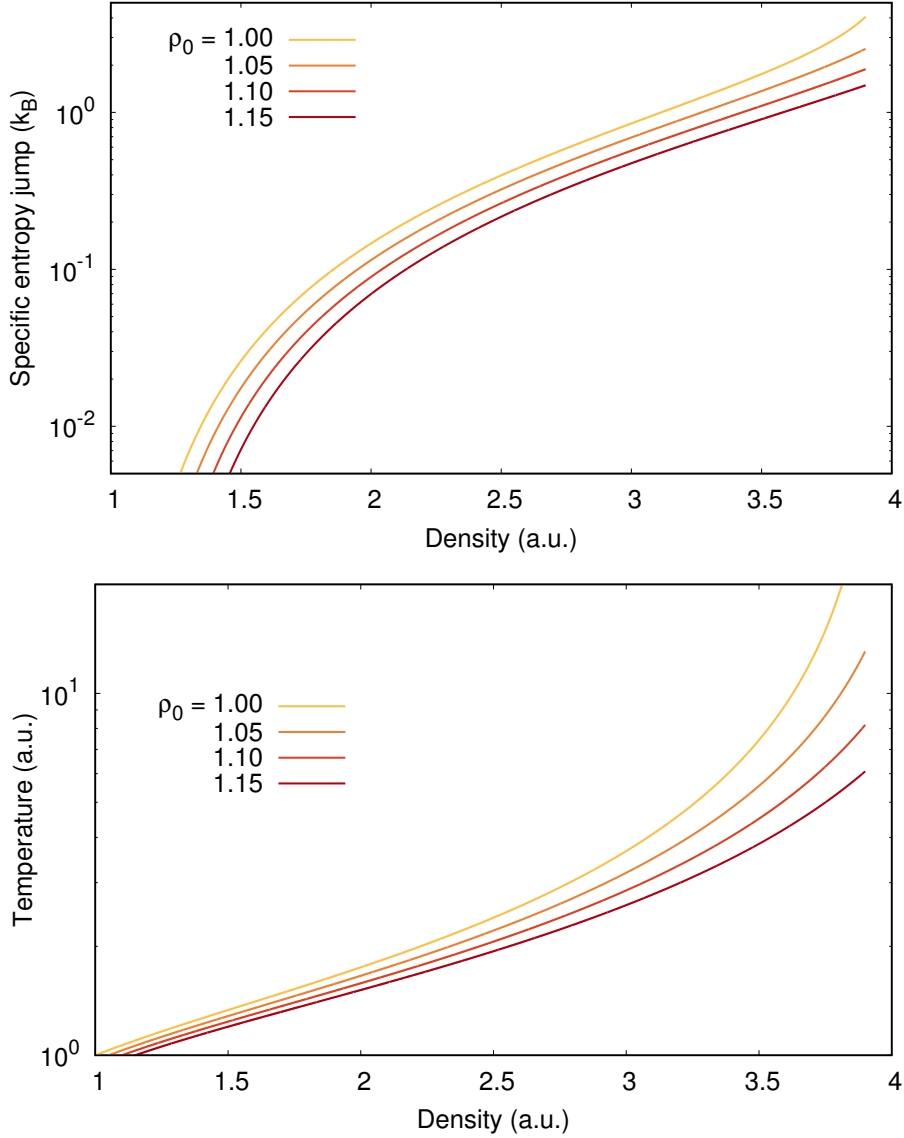 ρ0 = 1.00
1.05
1.10
1.15
10^0
10^-1
10^-2
Specific entropy jump (kB)
1 1.5 2 2.5 3 3.5 4
Density (a.u.)
ρ0 = 1.00
1.05
1.10
1.15
10^1
10^0
Temperature (a.u.)
1 1.5 2 2.5 3 3.5 4
Density (a.u.)